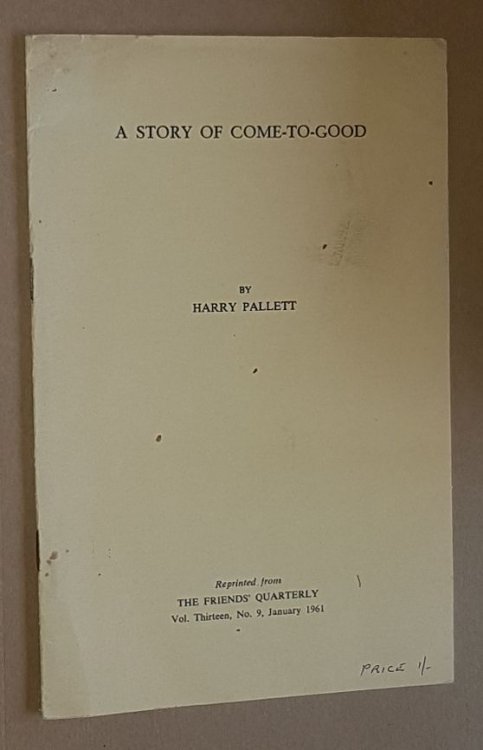 A STORY OF COME-TO-GOOD
BY
HARRY PALLETT
Reprinted from
THE FRIENDS' QUARTERLY
Vol. Thirteen, No. 9, January 1961
PRICE 1/-